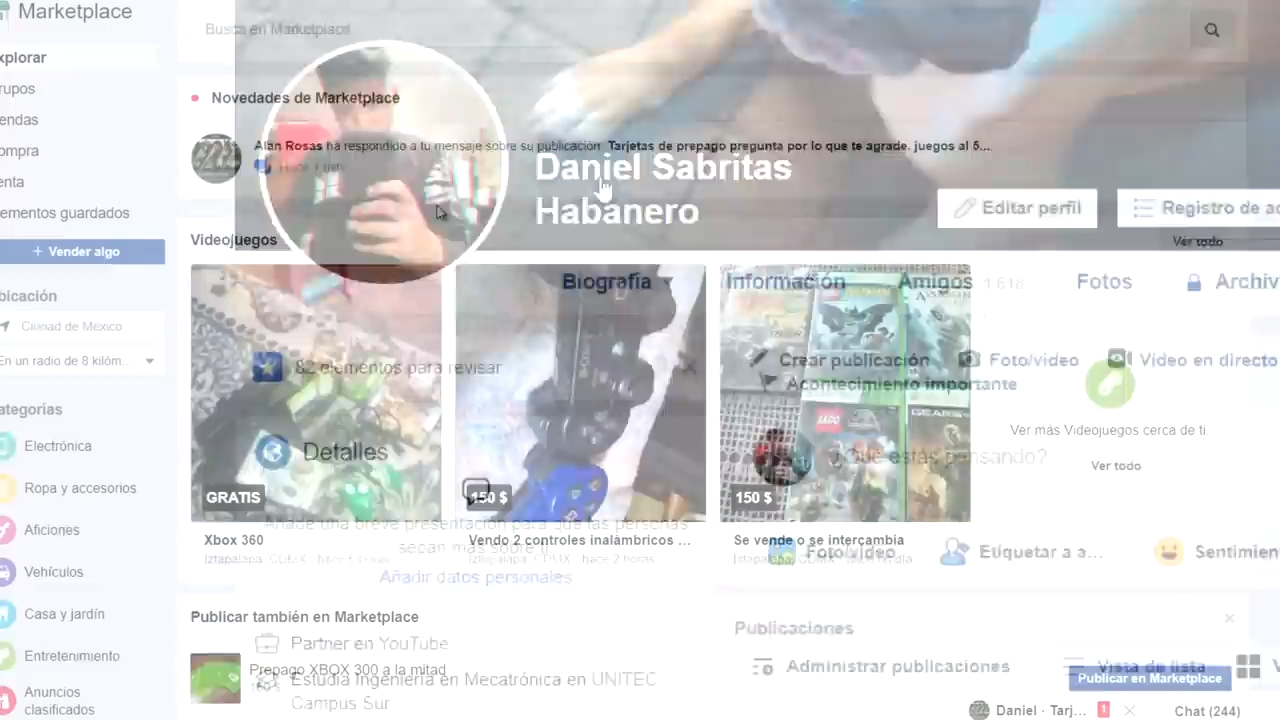 Marketplace
Busca en Marketplace
xplorar
rupos
endas
ompra
enta
ementos guardados
+ Vender algo
bicación
Ciudad de México
En un radio de 8 kilóm...
ategorías
Electrónica
Ropa y accesorios
Aficiones
Vehículos
Casa y jardín
Entretenimiento
Anuncios
clasificados
Novedades de Marketplace
Alan Rosas ha respondido a tu mensaje sobre su publicación Tarjetas de prepago pregunta por lo que te agrade. juegos al 5...
Daniel Sabritas
Habanero
Editar perfil
Registro de ac
Videojuegos
Ver todo
Biografía
Información
Amigos 1 618
Fotos
Archiv
82 elementos para revisar
Crear publicación
Foto/video
Video en directo
Acontecimiento importante
Ver más Videojuegos cerca de ti
Ver todo
Detalles
¿Qué estás pensando?
GRATIS
150 $
150 $
Añade una breve presentación para que las personas
sepan más sobre ti
Añadir datos personales
Xbox 360
Vendo 2 controles inalámbricos ...
Iztapalapa, CDMX · hace 2 horas
Se vende o se intercambia
Foto/video
Etiquetar a a...
Sentimien
Publicar también en Marketplace
Publicaciones
Partner en YouTube
Prepago XBOX 300 a la mitad
Estudia Ingeniería en Mecatrónica en UNITEC
Campus Sur
Administrar publicaciones
Vista de lista
Publicar en Marketplace
Daniel · Tarj...
1
Chat (244)